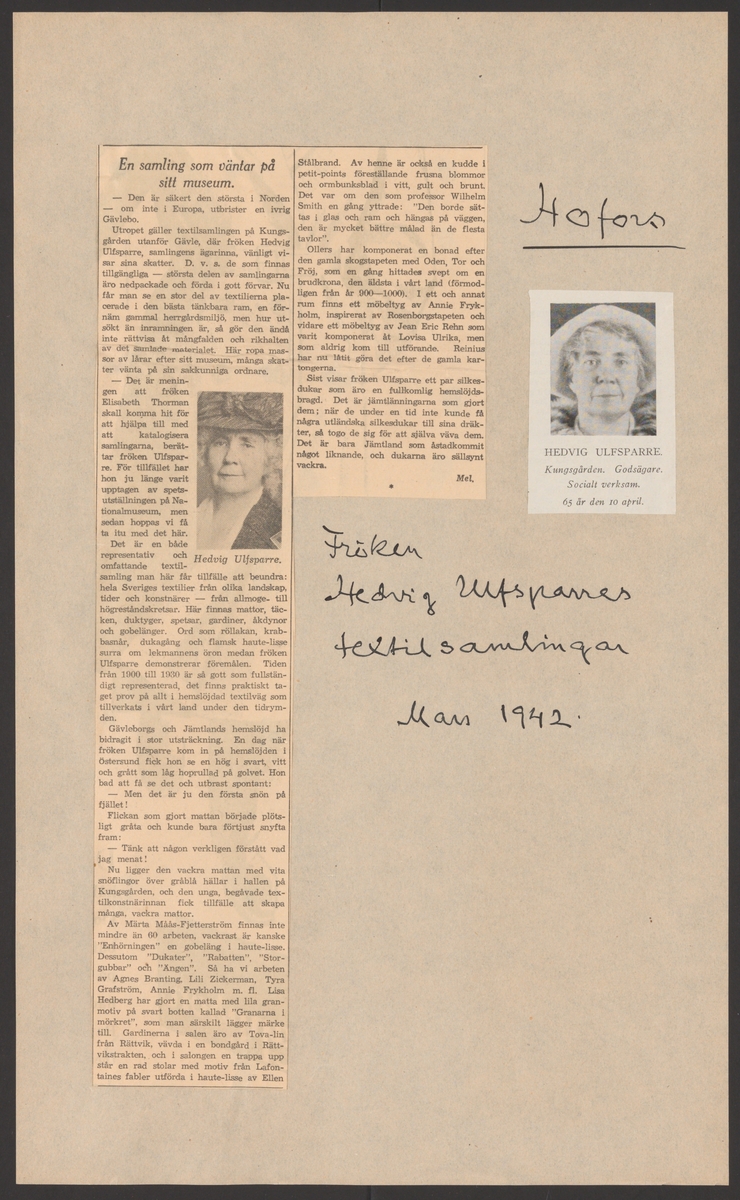 En samling som väntar på
sitt museum.
— Den är säkert den största i Norden
— om inte i Europa, utbrister en ivrig
Gävlebo.
Utropet gäller textilsamlingen på Kungs-
gården utanför Gävle, där fröken Hedvig
Ulfsparre, samlingens ägarinna, vänligt vi-
sar sina skatter. D. v. s. de som finnas
tillgängliga — största delen av samlingarna
äro nedpackade och förda i gott förvar. Nu
får man se en stor del av textilierna pla-
cerade i den bästa tänkbara ram, en för-
näm gammal herrgårdsmiljö, men hur ut-
sökt än inramningen är, så gör den ändå
inte rättvisa åt mångfalden och rikhalten
av det samlade materialet. Här ropa mas-
sor av lårar efter sitt museum, många skat-
ter vänta på sin sakkunniga ordnare.
— Det är menin-
gen att fröken
Elisabeth Thorman
skall komma hit för
att hjälpa till med
att katalogisera
samlingarna, berät-
tar fröken Ulfspar-
re. För tillfället har
hon ju länge varit
upptagen av spets-
utställningen på Na-
tionalmuseum, men
sedan hoppas vi få
ta itu med det här.
Det är en både
representativ och
omfattande textil-
Hedvig Ulfsparre.
samling man här får tillfälle att beundra:
hela Sveriges textilier från olika landskap,
tider och konstnärer — från allmoge- till
högreståndskretsar. Här finnas mattor, täc-
ken, duktyger, spetsar, gardiner, åkdynor
och gobelänger. Ord som röllakan, krab-
basnår, dukagång och flamsk haute-lisse
surra om lekmannens öron medan fröken
Ulfsparre demonstrerar föremålen. Tiden
från 1900 till 1930 är så gott som fullstän-
digt representerad, det finns praktiskt ta-
get prov på allt i hemslöjdad textilväg som
tillverkats i vårt land under den tidrym-
den.
Gävleborgs och Jämtlands hemslöjd ha
bidragit i stor utsträckning. En dag när
fröken Ulfsparre kom in på hemslöjden i
Östersund fick hon se en hög i svart, vitt
och grått som låg hoprullad på golvet. Hon
bad att få se det och utbrast spontant:
— Men det är ju den första snön på
fjället!
Flickan som gjort mattan började plöts-
ligt gråta och kunde bara förtjust snyfta
fram:
— Tänk att någon verkligen förstått vad
jag menat!
Nu ligger den vackra mattan med vita
snöflingor över gråblå hällar i hallen på
Kungsgården, och den unga, begåvade tex-
tilkonstnärinnan fick tillfälle att skapa
många, vackra mattor.
Av Märta Måås-Fjetterström finnas inte
mindre än 60 arbeten, vackrast är kanske
"Enhörningen" en gobeläng i haute-lisse.
Dessutom "Dukater", "Rabatten", "Stor-
gubbar" och "Ängen". Så ha vi arbeten
av Agnes Branting, Lili Zickerman, Tyra
Grafström, Annie Frykholm m. fl. Lisa
Hedberg har gjort en matta med lila gran-
motiv på svart botten kallad "Granarna i
mörkret", som man särskilt lägger märke
till. Gardinerna i salen äro av Tova-lin
från Rättvik, vävda i en bondgård i Rätt-
vikstrakten, och i salongen en trappa upp
står en rad stolar med motiv från Lafon-
taines fabler utförda i haute-lisse av Ellen
Stålbrand. Av henne är också en kudde i
petit-points föreställande frusna blommor
och ormbunksblad i vitt, gult och brunt.
Det var om den som professor Wilhelm
Smith en gång yttrade: "Den borde sät-
tas i glas och ram och hängas på väggen,
den är mycket bättre målad än de flesta
tavlor".
Ollers har komponerat en bonad efter
den gamla skogstapeten med Oden, Tor och
Fröj, som en gång hittades svept om en
brudkrona, den äldsta i vårt land (förmod-
ligen från år 900—1000). I ett och annat
rum finns ett möbeltyg av Annie Fryk-
holm, inspirerat av Rosenborgstapeten och
vidare ett möbeltyg av Jean Eric Rehn som
varit komponerat åt Lovisa Ulrika, men
som aldrig kom till utförande. Reinius
har nu låtit göra det efter de gamla kar-
tongerna.
Sist visar fröken Ulfsparre ett par silkes-
dukar som äro en fullkomlig hemslöjds-
bragd. Det är jämtlänningarna som gjort
dem; när de under en tid inte kunde få
några utländska silkesdukar till sina dräk-
ter, så togo de sig för att själva väva dem.
Det är bara Jämtland som åstadkommit
något liknande, och dukarna äro sällsynt
vackra.
Mel.
Hofors
HEDVIG ULFSPARRE.
Kungsgården. Godsägare.
Socialt verksam.
65 år den 10 april.
Fröken
Hedvig Ulfsparres
textilsamlingar
Mars 1942.